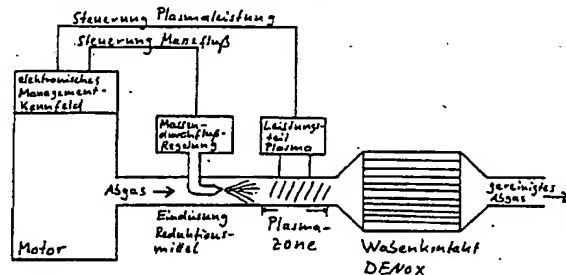 Steuerung Plasmaleistung
Steuerung Massfluß
elektronisches
Management-
Kennfeld
Massen-
durchfluß-
Regelung
Leistungs-
teil
Plasma
Abgas
gereinigtes
Abgas
Eindüsung
Reduktions-
mittel
Plasma-
zone
Motor
Wabenkontakt
DENOX